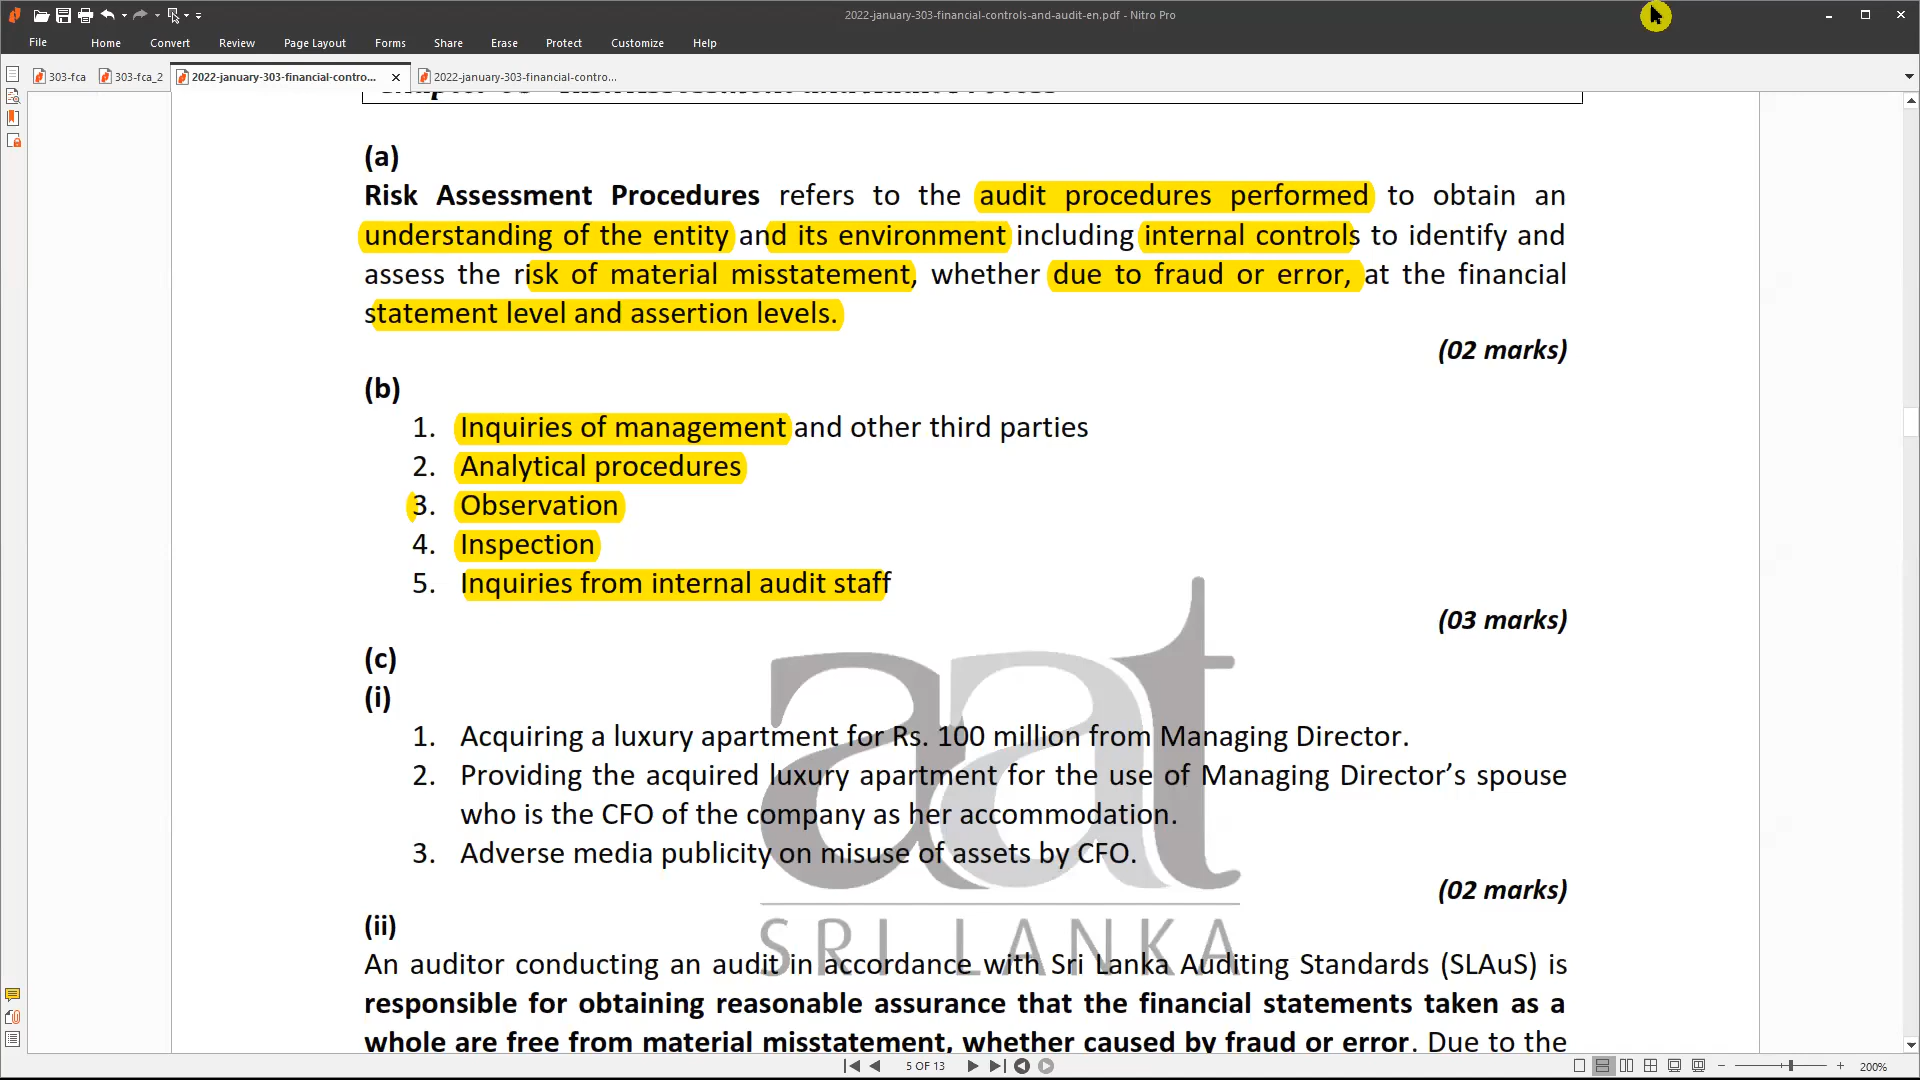 2022-january-303-financial-controls-and-audit-en.pdf - Nitro Pro
File Home Convert Review Page Layout Forms Share Erase Protect Customize Help
303-fca 303-fca_2 2022-january-303-financial-contro... 2022-january-303-financial-contro...
(a)
Risk Assessment Procedures refers to the audit procedures performed to obtain an
understanding of the entity and its environment including internal controls to identify and
assess the risk of material misstatement, whether due to fraud or error, at the financial
statement level and assertion levels.
(02 marks)
(b)
1. Inquiries of management and other third parties
2. Analytical procedures
3. Observation
4. Inspection
5. Inquiries from internal audit staff
(03 marks)
(c)
(i)
1. Acquiring a luxury apartment for Rs. 100 million from Managing Director.
2. Providing the acquired luxury apartment for the use of Managing Director’s spouse
who is the CFO of the company as her accommodation.
3. Adverse media publicity on misuse of assets by CFO.
(02 marks)
aat
SRI LANKA
(ii)
An auditor conducting an audit in accordance with Sri Lanka Auditing Standards (SLAuS) is
responsible for obtaining reasonable assurance that the financial statements taken as a
whole are free from material misstatement, whether caused by fraud or error. Due to the
5 OF 13
200%